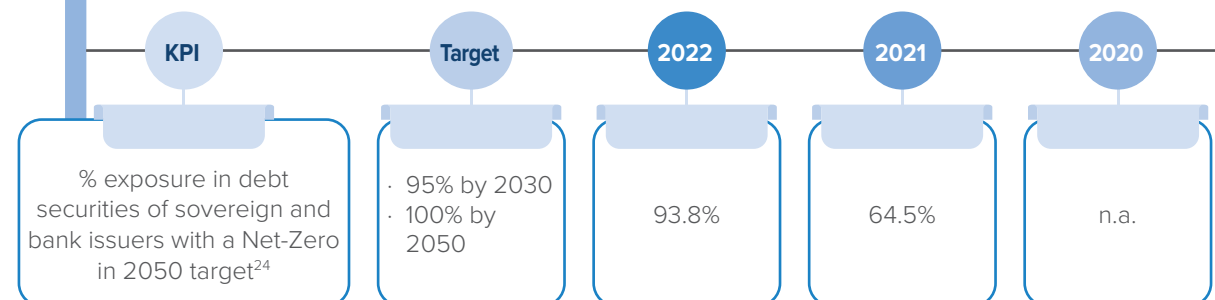 KPI
Target
2022
2021
2020
% exposure in debt
securities of sovereign and
bank issuers with a Net-Zero
in 2050 target24
· 95% by 2030
· 100% by
2050
93.8%
64.5%
n.a.